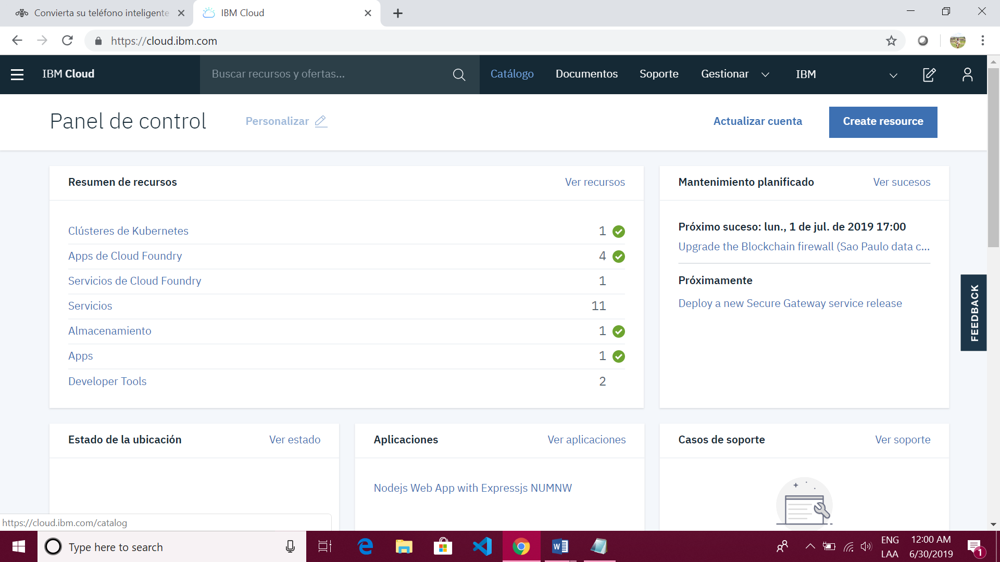 Convierta su teléfono inteligente
IBM Cloud
https://cloud.ibm.com
IBM Cloud
Buscar recursos y ofertas...
Catálogo
Documentos
Soporte
Gestionar
IBM
Panel de control
Personalizar
Actualizar cuenta
Create resource
Resumen de recursos
Ver recursos
Clústeres de Kubernetes 1
Apps de Cloud Foundry 4
Servicios de Cloud Foundry 1
Servicios 11
Almacenamiento 1
Apps 1
Developer Tools 2
Mantenimiento planificado
Ver sucesos
Próximo suceso: lun., 1 de jul. de 2019 17:00
Upgrade the Blockchain firewall (Sao Paulo data c...
Próximamente
Deploy a new Secure Gateway service release
FEEDBACK
Estado de la ubicación
Ver estado
Aplicaciones
Ver aplicaciones
Nodejs Web App with Expressjs NUMNW
Casos de soporte
Ver soporte
https://cloud.ibm.com/catalog
Type here to search
ENG
LAA
12:00 AM
6/30/2019
1